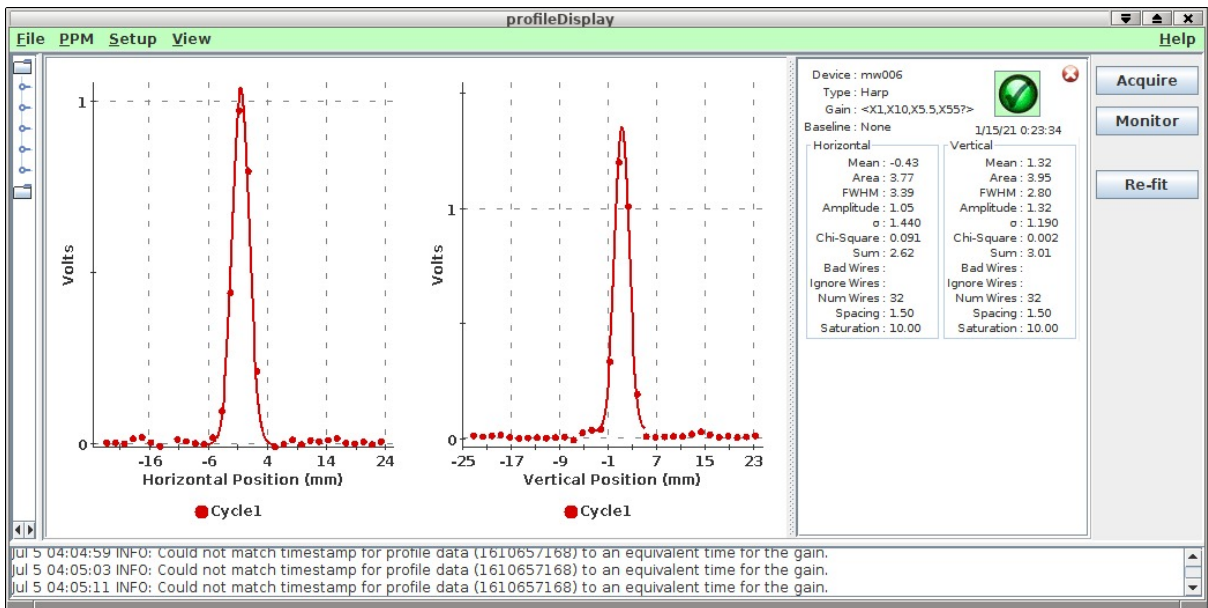 profileDisplay
File PPM Setup View Help
1
0
Volts
-16 -6 4 14 24
Horizontal Position (mm)
Cycle1
1
0
Volts
-25 -17 -9 -1 7 15 23
Vertical Position (mm)
Cycle1
Device : mw006
Type : Harp
Gain : <X1,X10,X5.5,X55?>
Baseline : None
1/15/21 0:23:34
Horizontal
Mean : -0.43
Area : 3.77
FWHM : 3.39
Amplitude : 1.05
σ : 1.440
Chi-Square : 0.091
Sum : 2.62
Bad Wires :
Ignore Wires :
Num Wires : 32
Spacing : 1.50
Saturation : 10.00
Vertical
Mean : 1.32
Area : 3.95
FWHM : 2.80
Amplitude : 1.32
σ : 1.190
Chi-Square : 0.002
Sum : 3.01
Bad Wires :
Ignore Wires :
Num Wires : 32
Spacing : 1.50
Saturation : 10.00
Acquire
Monitor
Re-fit
Jul 5 04:04:59 INFO: Could not match timestamp for profile data (1610657168) to an equivalent time for the gain.
Jul 5 04:05:03 INFO: Could not match timestamp for profile data (1610657168) to an equivalent time for the gain.
Jul 5 04:05:11 INFO: Could not match timestamp for profile data (1610657168) to an equivalent time for the gain.